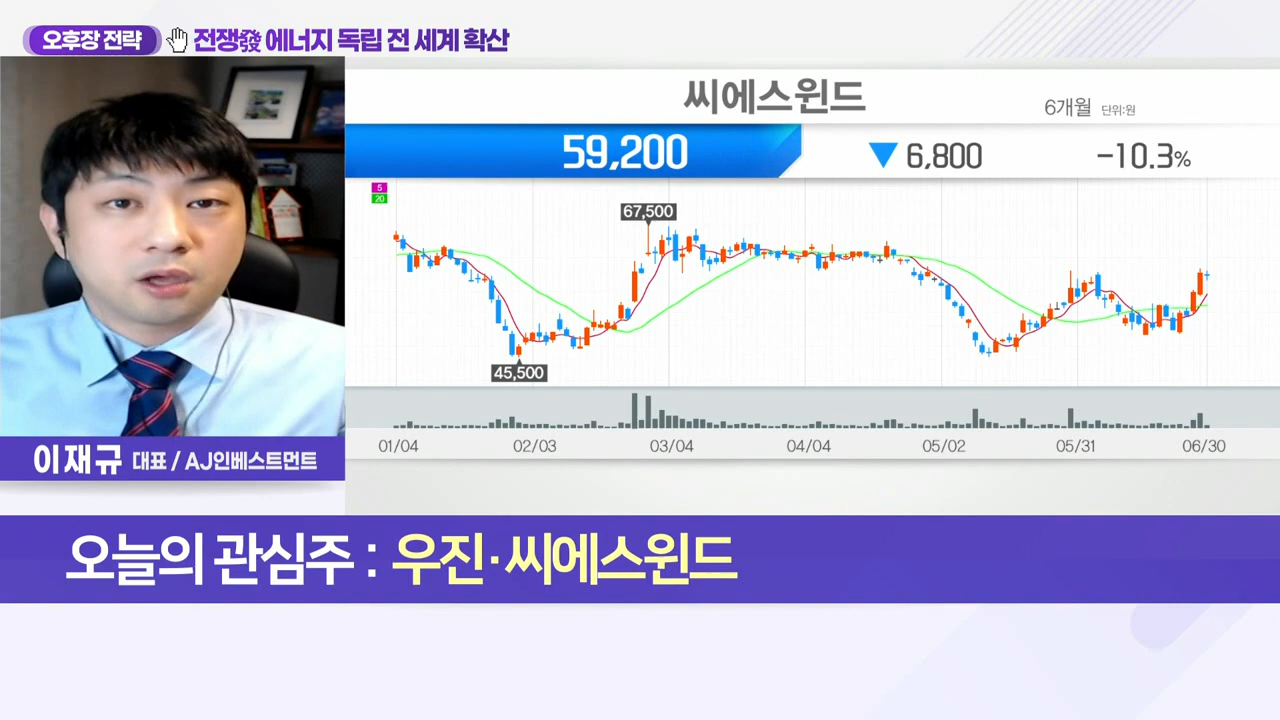 오후장 전략 전쟁發 에너지 독립 전 세계 확산
씨에스윈드
6개월 단위:원
59,200 ▼ 6,800 -10.3%
5
20
67,500
45,500
01/04 02/03 03/04 04/04 05/02 05/31 06/30
이재규 대표 / AJ인베스트먼트
오늘의 관심주 : 우진·씨에스윈드